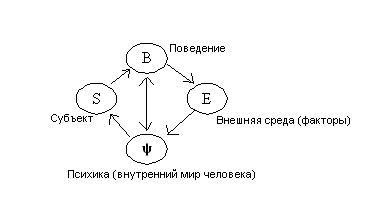 Поведение
B
S
E
Субъект
Внешняя среда (факторы)
ψ
Психика (внутренний мир человека)